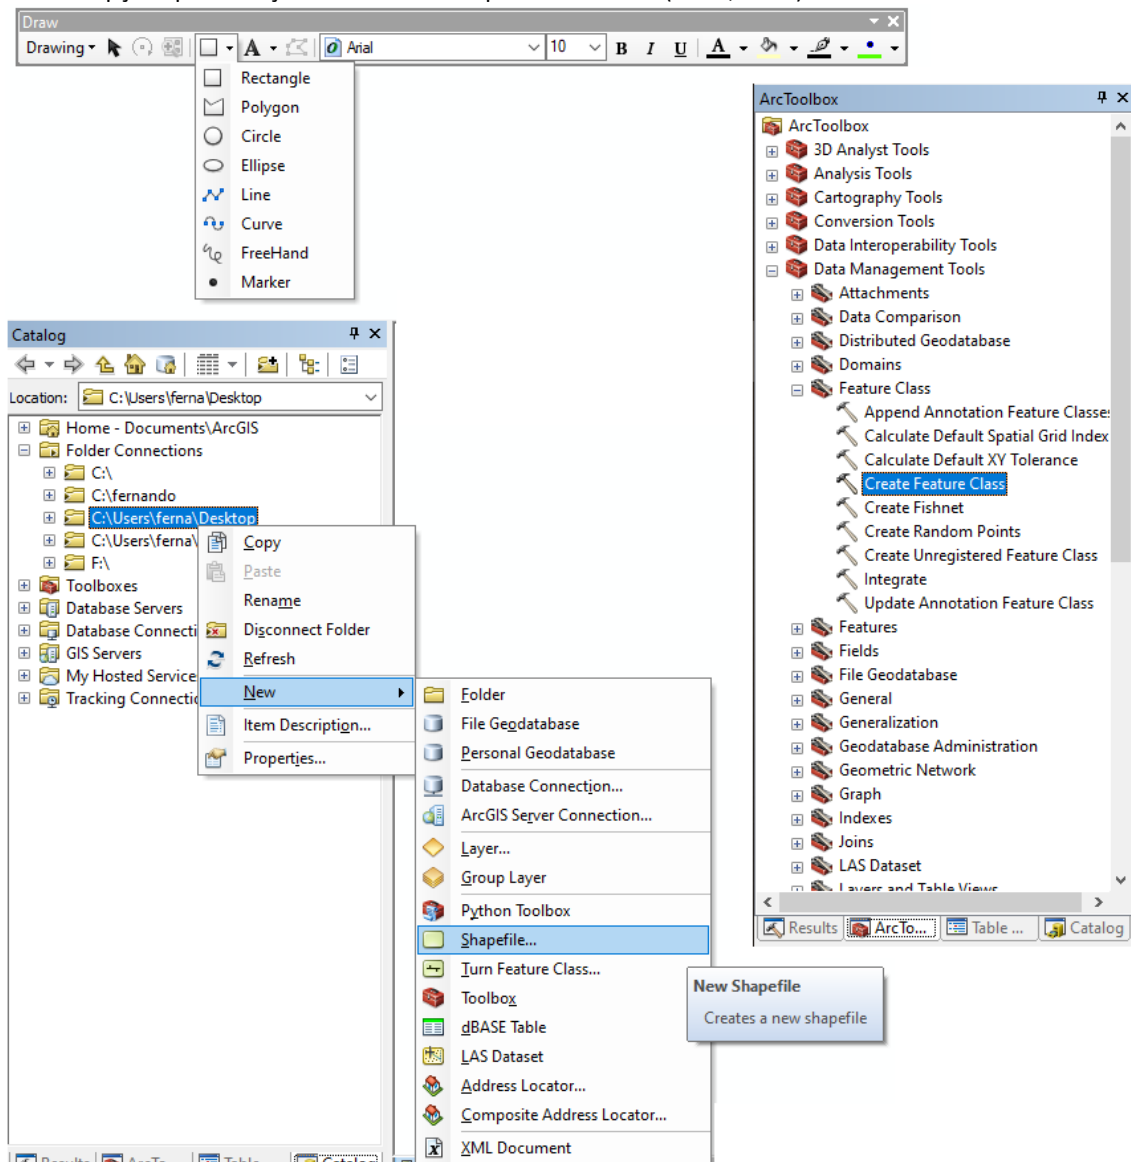 Draw
Drawing
A
Arial
10
B I U A
Rectangle
Polygon
Circle
Ellipse
Line
Curve
FreeHand
Marker
Catalog
Location: C:\Users\ferna\Desktop
Home - Documents\ArcGIS
Folder Connections
C:\
C:\fernando
C:\Users\ferna\Desktop
C:\Users\ferna\
F:\
Toolboxes
Database Servers
Database Connecti
GIS Servers
My Hosted Service
Tracking Connectio
Copy
Paste
Rename
Disconnect Folder
Refresh
New
Item Description...
Properties...
Folder
File Geodatabase
Personal Geodatabase
Database Connection...
ArcGIS Server Connection...
Layer...
Group Layer
Python Toolbox
Shapefile...
Turn Feature Class...
Toolbox
dBASE Table
LAS Dataset
Address Locator...
Composite Address Locator...
XML Document
New Shapefile
Creates a new shapefile
ArcToolbox
ArcToolbox
3D Analyst Tools
Analysis Tools
Cartography Tools
Conversion Tools
Data Interoperability Tools
Data Management Tools
Attachments
Data Comparison
Distributed Geodatabase
Domains
Feature Class
Append Annotation Feature Classes
Calculate Default Spatial Grid Index
Calculate Default XY Tolerance
Create Feature Class
Create Fishnet
Create Random Points
Create Unregistered Feature Class
Integrate
Update Annotation Feature Class
Features
Fields
File Geodatabase
General
Generalization
Geodatabase Administration
Geometric Network
Graph
Indexes
Joins
LAS Dataset
Layers and Table Views
Results ArcTo... Table ... Catalog
Results ArcTo... Table ... Catalog